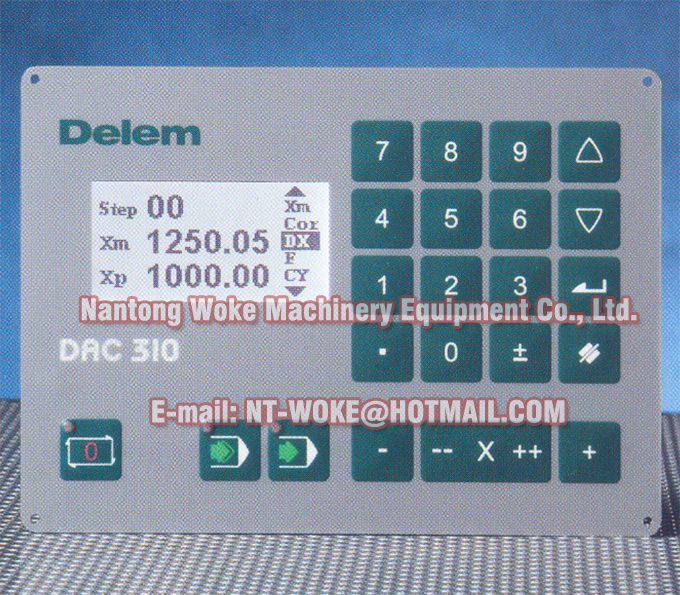 Delem
7 8 9
Step 00
Xm
Cor
4 5 6
Xm 1250.05
DX
F
Xp 1000.00
CY
1 2 3
Nantong Woke Machinery Equipment Co., Ltd.
DAC 310
. 0 ±
E-mail: NT-WOKE@HOTMAIL.COM
0
- -- X ++ +